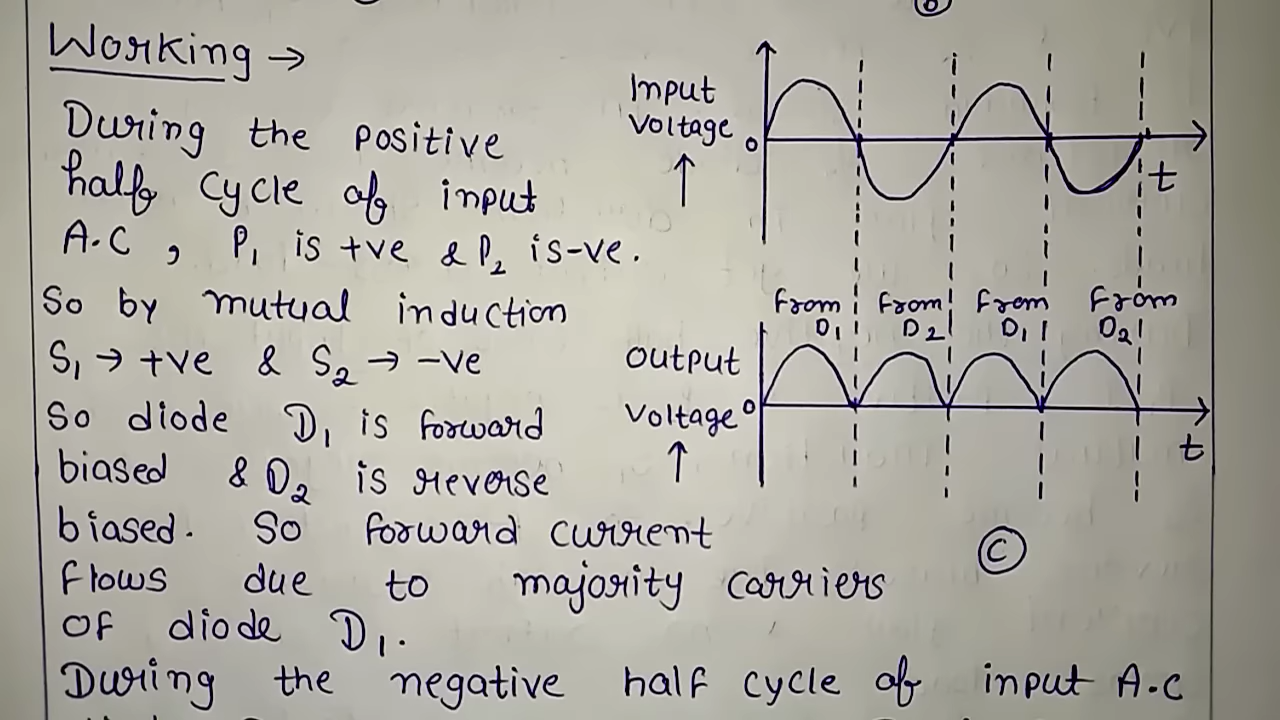 Working →
During the positive
half cycle of input
A.C , P₁ is +ve & P₂ is -ve.
So by mutual induction
S₁ → +ve & S₂ → -ve
So diode D₁ is forward
biased & D₂ is reverse
biased. So forward current
flows due to majority carriers
of diode D₁.
During the negative half cycle of input A.C
b
Input
Voltage
0
↑
t
From D₁
From D₂
From D₁
From D₂
Output
Voltage
0
↑
t
C